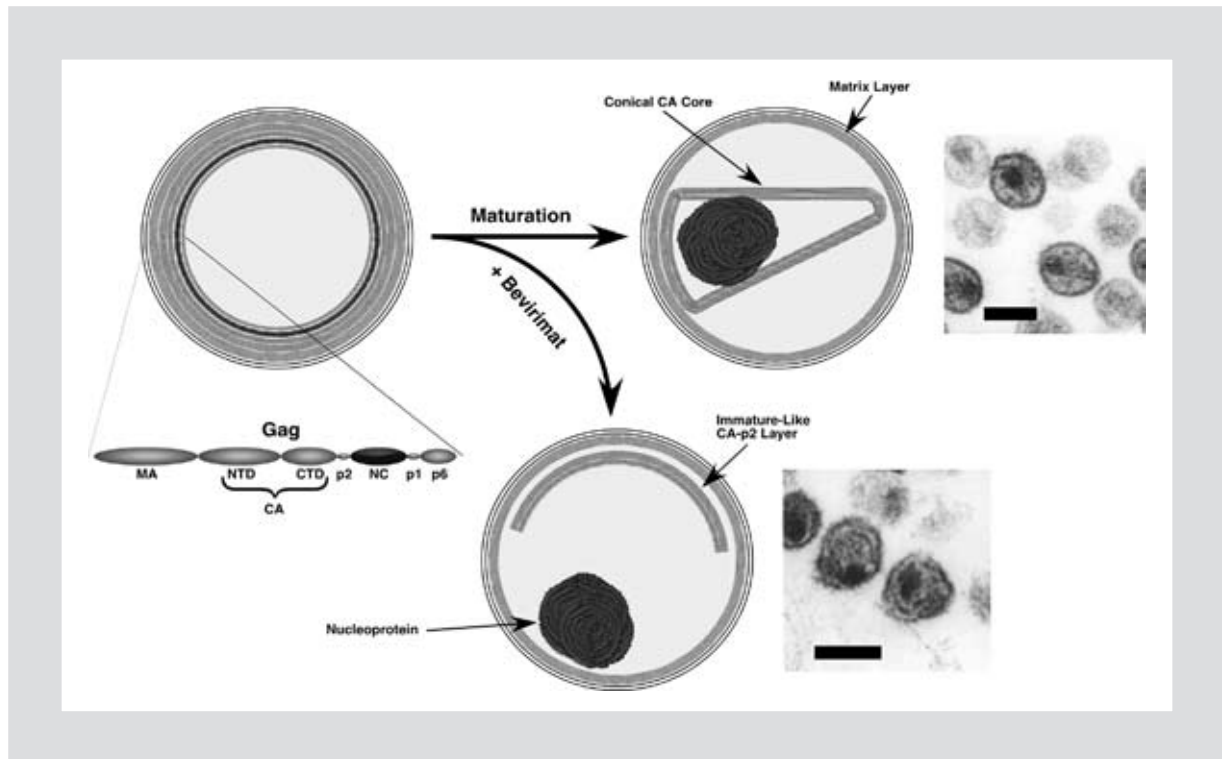 Matrix Layer
Conical CA Core
Maturation
+ Bevirimat
Gag
MA
NTD
CTD
p2
NC
p1
p6
CA
Immature-Like
CA-p2 Layer
Nucleoprotein